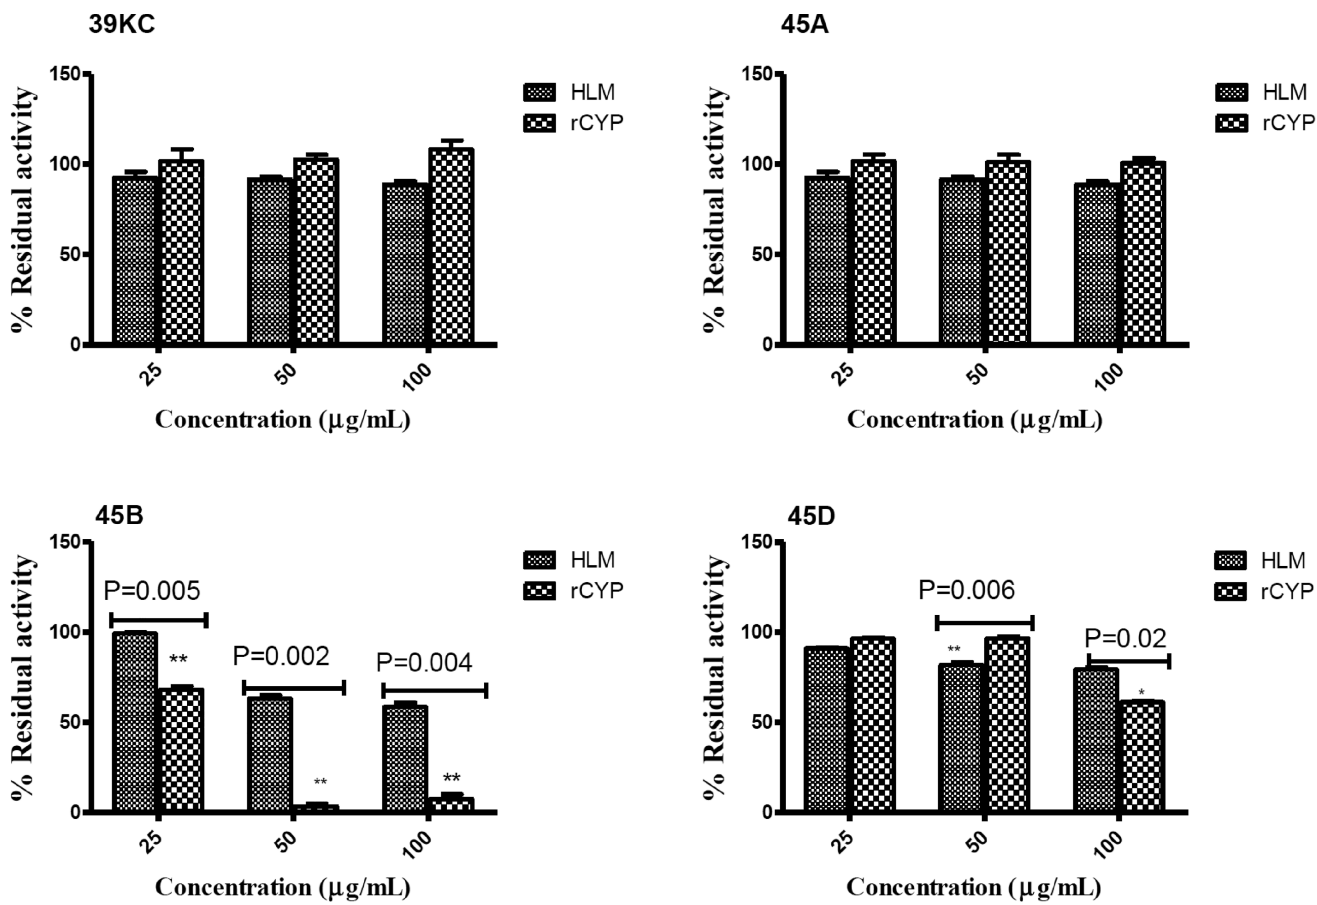 39KC
150
100
50
0
% Residual activity
25
50
100
Concentration (µg/mL)
HLM
rCYP
45A
150
100
50
0
% Residual activity
25
50
100
Concentration (µg/mL)
HLM
rCYP
45B
150
100
50
0
% Residual activity
P=0.005
**
P=0.002
**
P=0.004
**
25
50
100
Concentration (µg/mL)
HLM
rCYP
45D
150
100
50
0
% Residual activity
P=0.006
**
P=0.02
*
25
50
100
Concentration (µg/mL)
HLM
rCYP